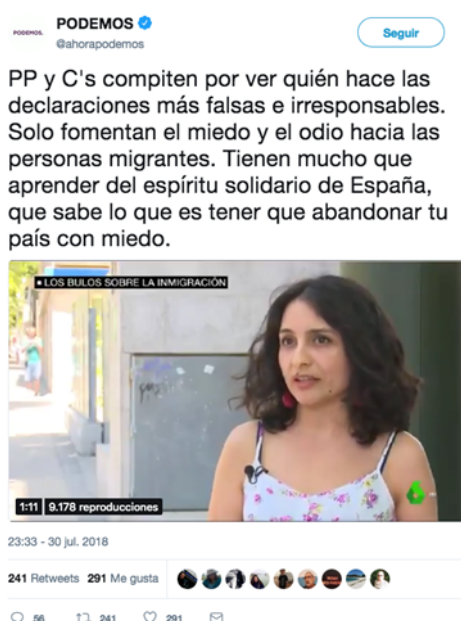 PODEMOS
PODEMOS.
@ahorapodemos
Seguir
PP y C's compiten por ver quién hace las
declaraciones más falsas e irresponsables.
Solo fomentan el miedo y el odio hacia las
personas migrantes. Tienen mucho que
aprender del espíritu solidario de España,
que sabe lo que es tener que abandonar tu
país con miedo.
LOS BULOS SOBRE LA INMIGRACIÓN
1:11 9.178 reproducciones
23:33 - 30 jul. 2018
241 Retweets 291 Me gusta
56 241 291